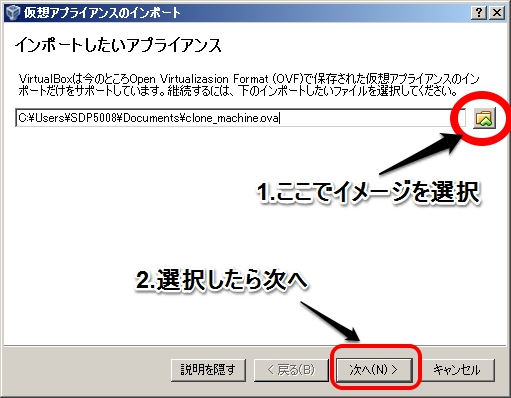 仮想アプライアンスのインポート
インポートしたいアプライアンス
VirtualBoxは今のところOpen Virtualizasion Format (OVF)で保存された仮想アプライアンスのイン
ポートだけをサポートしています。継続するには、下のインポートしたいファイルを選択してください。
C:¥Users¥SDP5008¥Documents¥clone_machine.ova
1.ここでイメージを選択
2.選択したら次へ
説明を隠す
< 戻る(B)
次へ(N) >
キャンセル